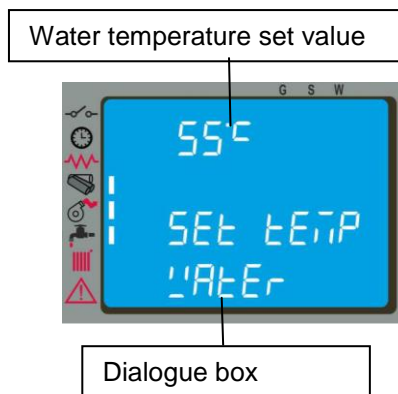 Water temperature set value
G S W
55°C
SEt tEMP
WAtEr
Dialogue box